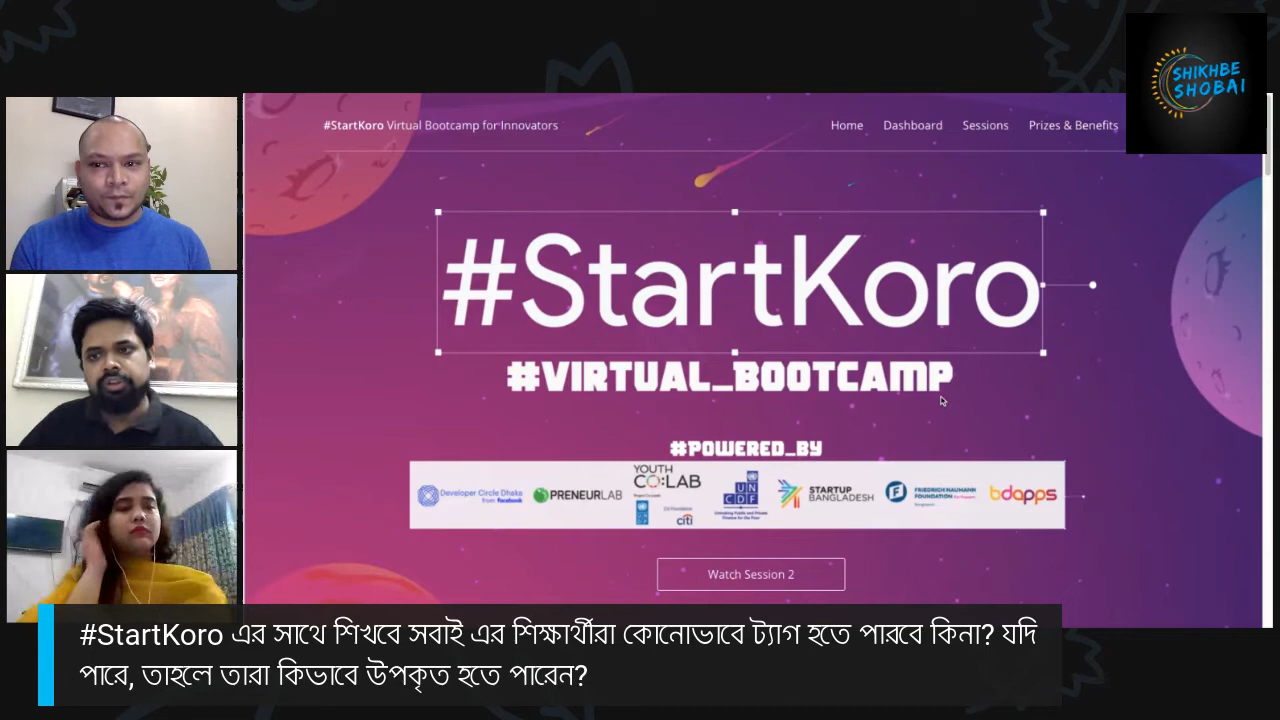 SHIKHBE
SHOBAI
#StartKoro Virtual Bootcamp for Innovators
Home Dashboard Sessions Prizes & Benefits
#StartKoro
#VIRTUAL_BOOTCAMP
#POWERED_BY
Developer Circle Dhaka
from facebook
PRENEURLAB
YOUTH
CO:LAB
citi
UN
CDF
STARTUP
BANGLADESH
FRIEDRICH NAUMANN
FOUNDATION
bdapps
Watch Session 2
#StartKoro এর সাথে শিখবে সবাই এর শিক্ষার্থীরা কোনোভাবে ট্যাগ হতে পারবে কিনা? যদি
পারে, তাহলে তারা কিভাবে উপকৃত হতে পারেন?